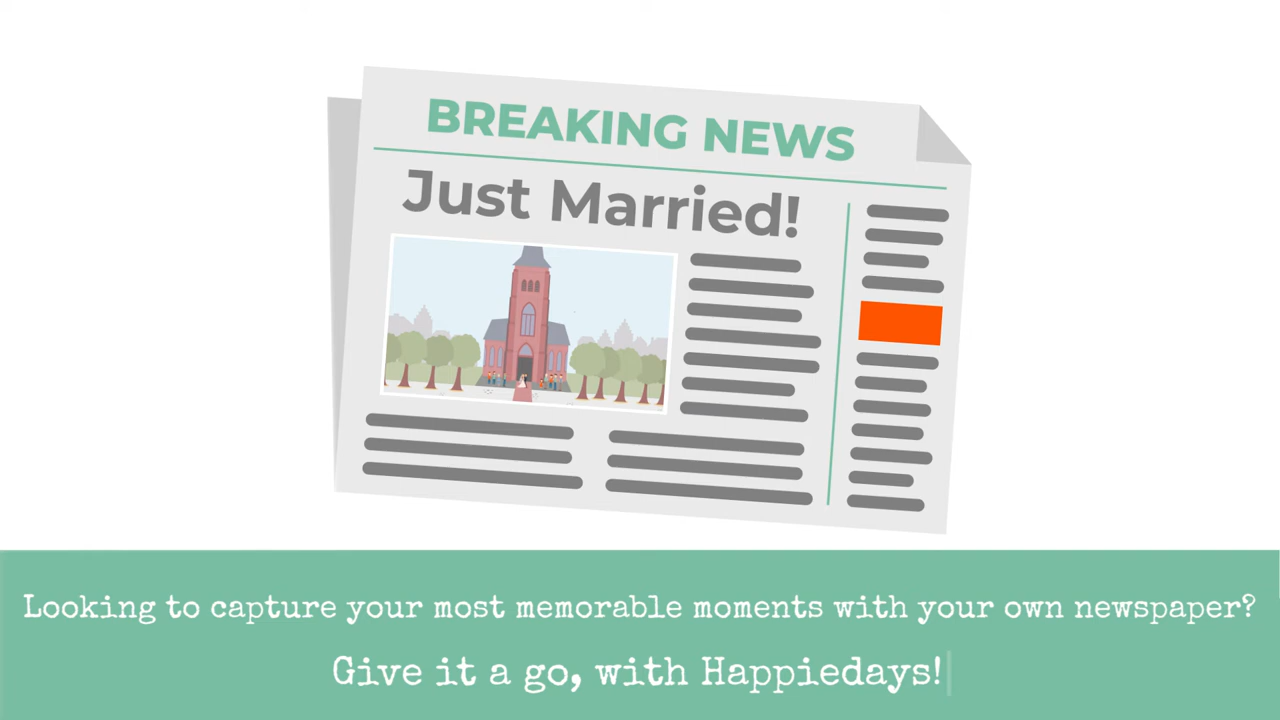 BREAKING NEWS
Just Married!
Looking to capture your most memorable moments with your own newspaper?
Give it a go, with Happiedays!